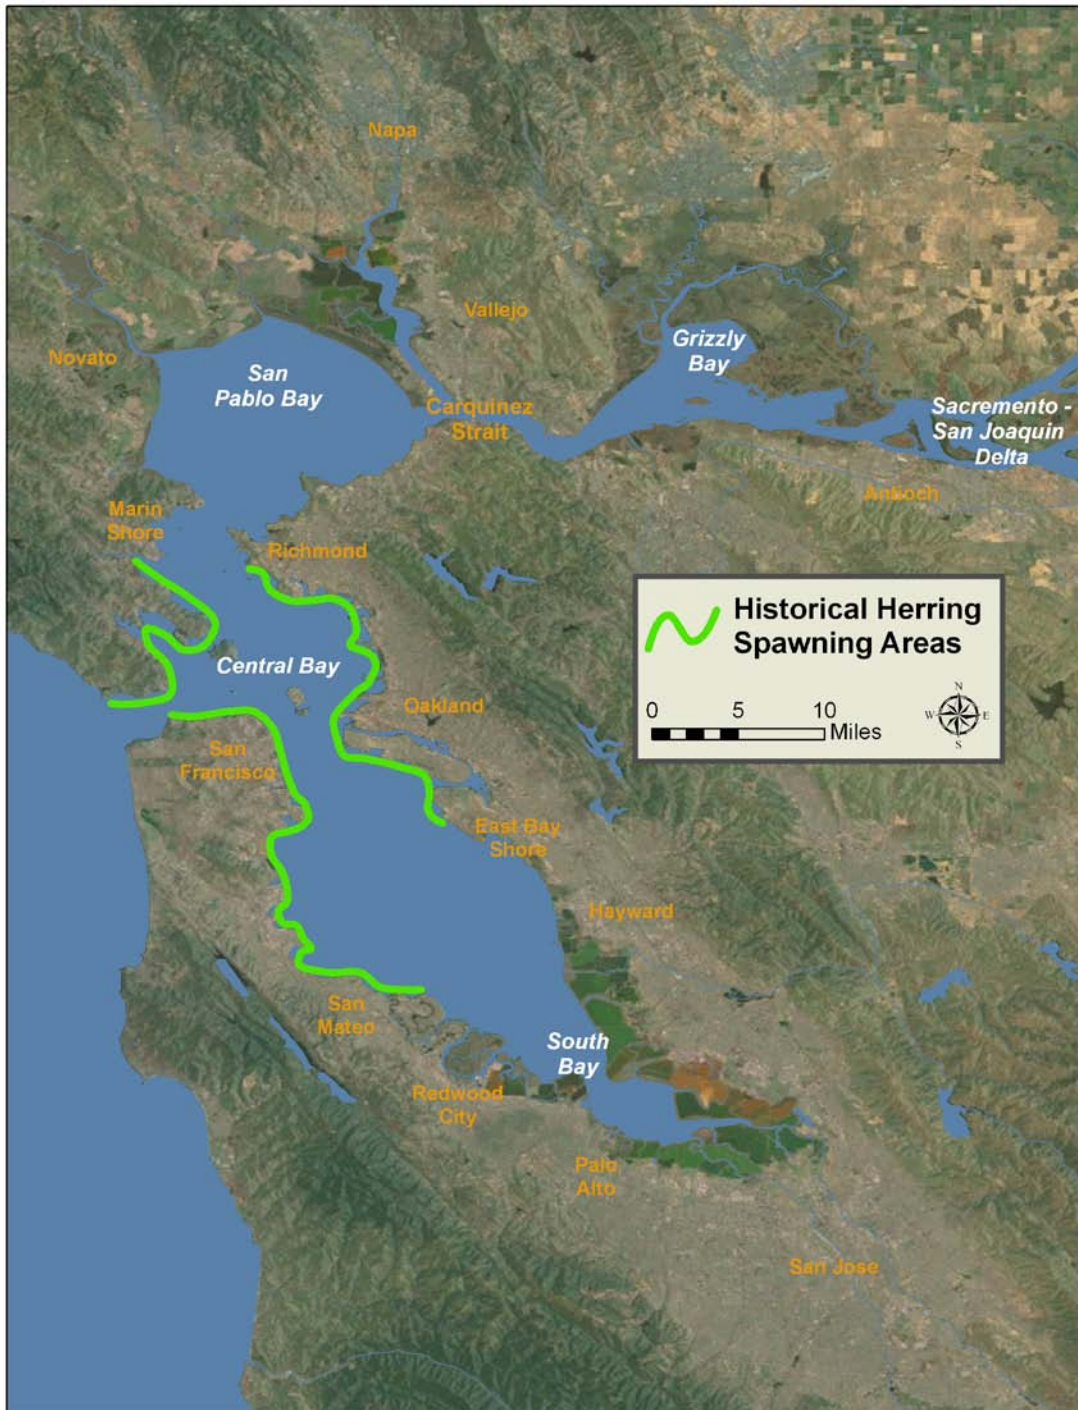 Napa
Vallejo
Grizzly
Bay
Novato
San
Pablo Bay
Carquinez
Strait
Sacremento -
San Joaquin
Delta
Antioch
Marin
Shore
Richmond
Historical Herring
Spawning Areas
0 5 10
Miles
N
W E
S
Central Bay
Oakland
San
Francisco
East Bay
Shore
Hayward
San
Mateo
South
Bay
Redwood
City
Palo
Alto
San Jose